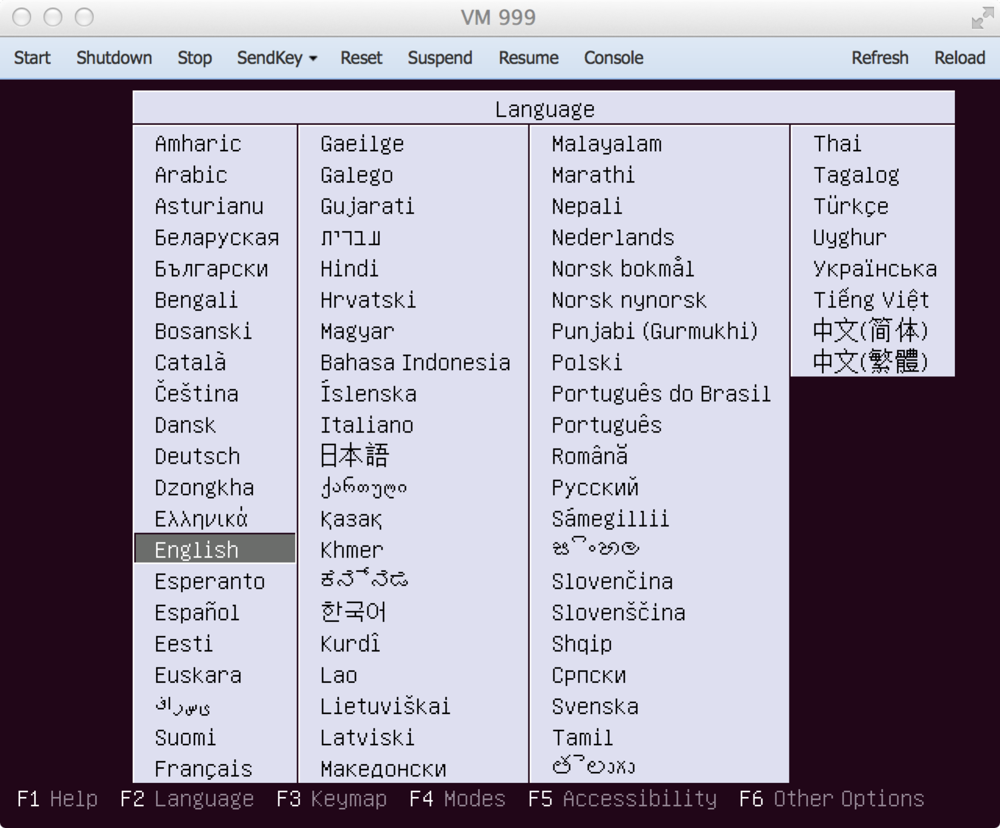 VM 999
Start Shutdown Stop SendKey Reset Suspend Resume Console Refresh Reload
Language
Amharic
Arabic
Asturianu
Беларуская
Български
Bengali
Bosanski
Català
Čeština
Dansk
Deutsch
Dzongkha
Ελληνικά
English
Esperanto
Español
Eesti
Euskara
فارسی
Suomi
Français
Gaeilge
Galego
Gujarati
עברית
Hindi
Hrvatski
Magyar
Bahasa Indonesia
Íslenska
Italiano
日本語
ქართული
Қазақ
Khmer
ಕನ್ನಡ
한국어
Kurdî
Lao
Lietuviškai
Latviski
Македонски
Malayalam
Marathi
Nepali
Nederlands
Norsk bokmål
Norsk nynorsk
Punjabi (Gurmukhi)
Polski
Português do Brasil
Português
Română
Русский
Sámegillii
සිංහල
Slovenčina
Slovenščina
Shqip
Српски
Svenska
Tamil
తెలుగు
Thai
Tagalog
Türkçe
Uyghur
Українська
Tiếng Việt
中文(简体)
中文(繁體)
F1 Help F2 Language F3 Keymap F4 Modes F5 Accessibility F6 Other Options